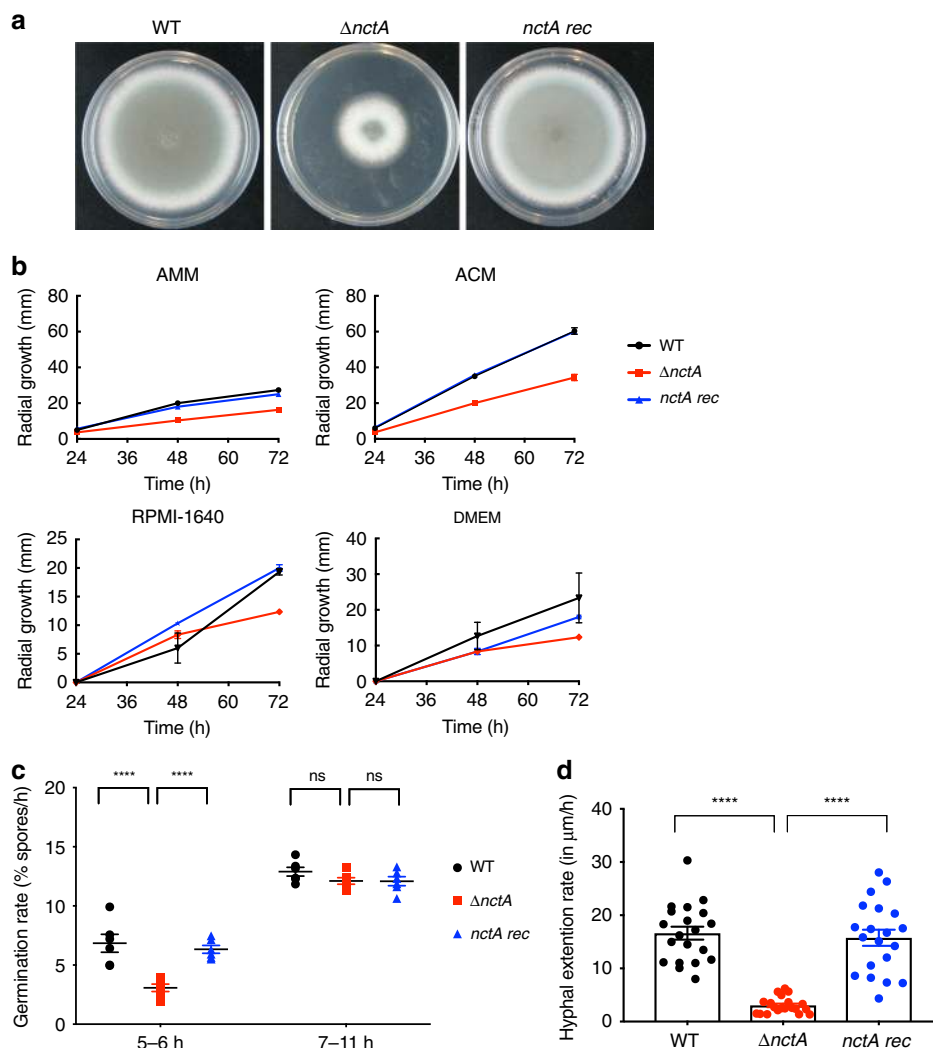 a
WT ΔnctA nctA rec
b
AMM
Radial growth (mm)
80
60
40
20
0
24 36 48 60 72
Time (h)
ACM
Radial growth (mm)
80
60
40
20
0
24 36 48 60 72
Time (h)
WT
ΔnctA
nctA rec
RPMI-1640
Radial growth (mm)
25
20
15
10
5
0
24 36 48 60 72
Time (h)
DMEM
Radial growth (mm)
40
30
20
10
0
24 36 48 60 72
Time (h)
c
Germination rate (% spores/h)
20
15
10
5
0
**** ****
ns ns
5–6 h 7–11 h
WT
ΔnctA
nctA rec
d
Hyphal extention rate (in μm/h)
40
30
20
10
0
**** ****
WT ΔnctA nctA rec